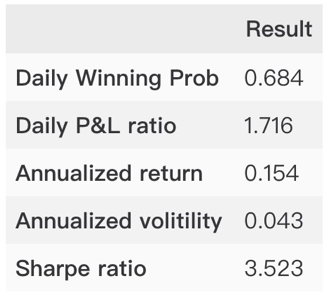 Result
Daily Winning Prob 0.684
Daily P&L ratio 1.716
Annualized return 0.154
Annualized volitility 0.043
Sharpe ratio 3.523